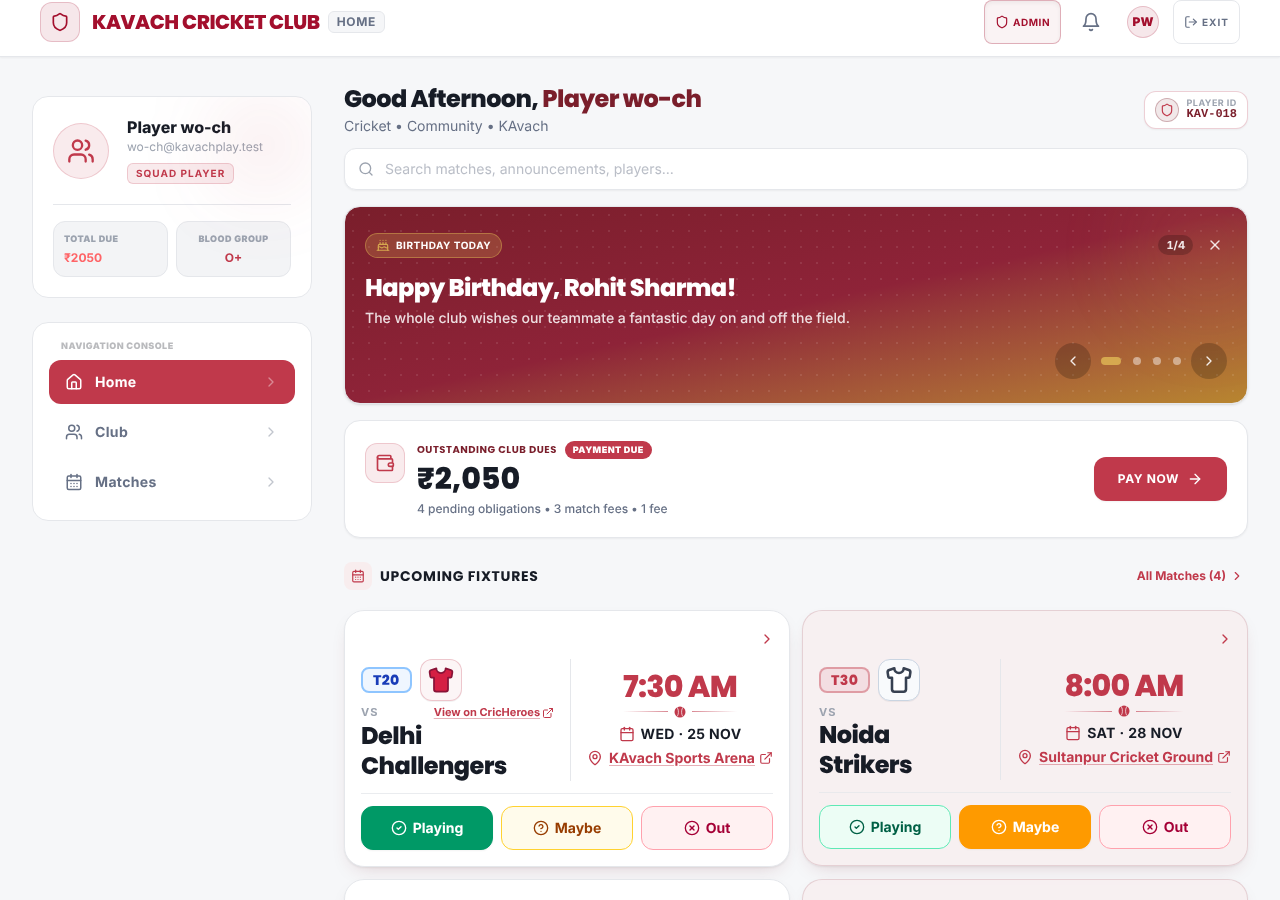 KAVACH CRICKET CLUB
HOME
ADMIN
PW
EXIT
Player wo-ch
wo-ch@kavachplay.test
SQUAD PLAYER
TOTAL DUE
₹2050
BLOOD GROUP
O+
NAVIGATION CONSOLE
Home
Club
Matches
Good Afternoon, Player wo-ch
Cricket • Community • KAvach
PLAYER ID
KAV-018
Search matches, announcements, players...
BIRTHDAY TODAY
1/4
Happy Birthday, Rohit Sharma!
The whole club wishes our teammate a fantastic day on and off the field.
OUTSTANDING CLUB DUES
PAYMENT DUE
₹2,050
4 pending obligations • 3 match fees • 1 fee
PAY NOW
UPCOMING FIXTURES
All Matches (4)
T20
VS
View on CricHeroes
Delhi
Challengers
7:30 AM
WED · 25 NOV
KAvach Sports Arena
Playing
Maybe
Out
T30
VS
Noida
Strikers
8:00 AM
SAT · 28 NOV
Sultanpur Cricket Ground
Playing
Maybe
Out